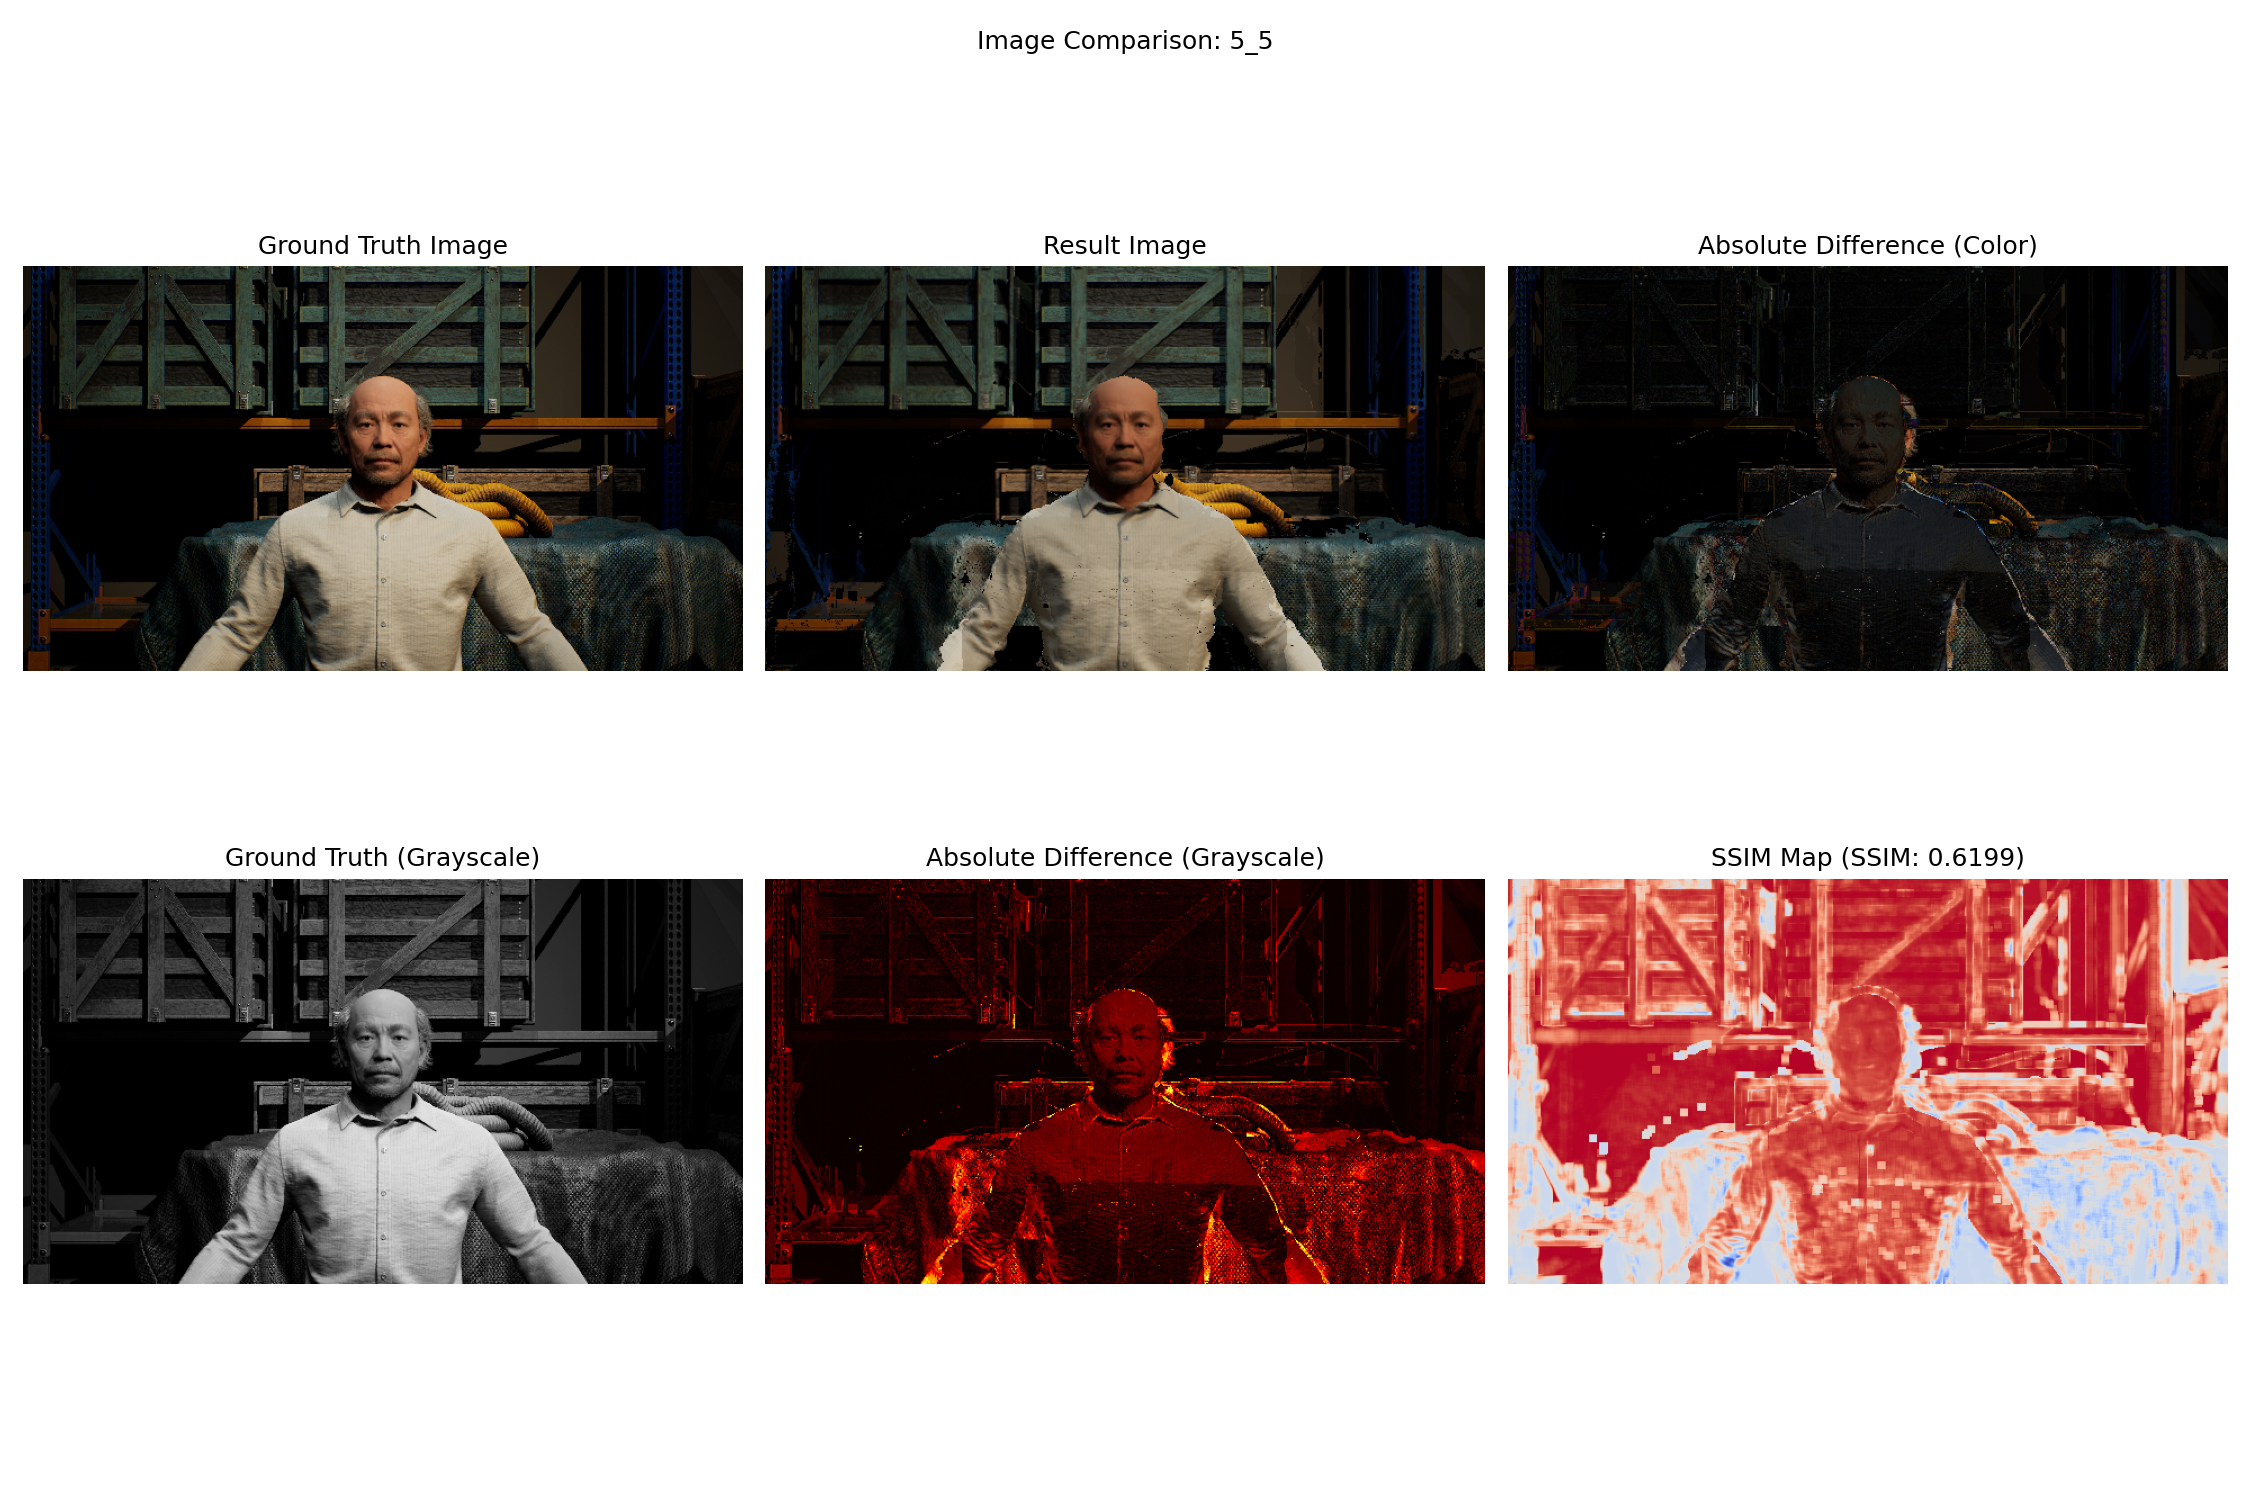 Image Comparison: 5_5
Ground Truth Image
Result Image
Absolute Difference (Color)
Ground Truth (Grayscale)
Absolute Difference (Grayscale)
SSIM Map (SSIM: 0.6199)